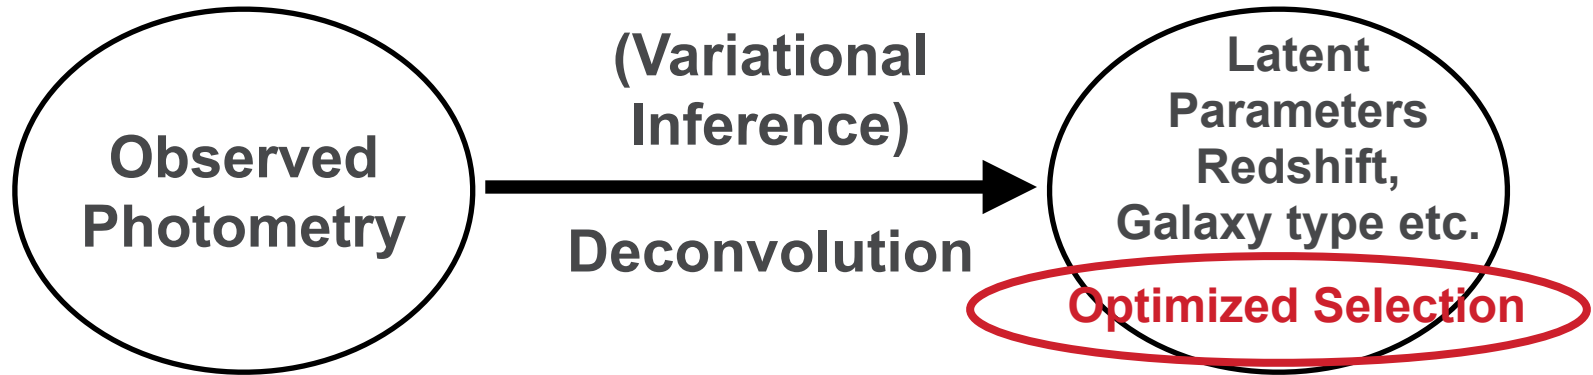 Observed
Photometry
(Variational
Inference)
Deconvolution
Latent
Parameters
Redshift,
Galaxy type etc.
Optimized Selection